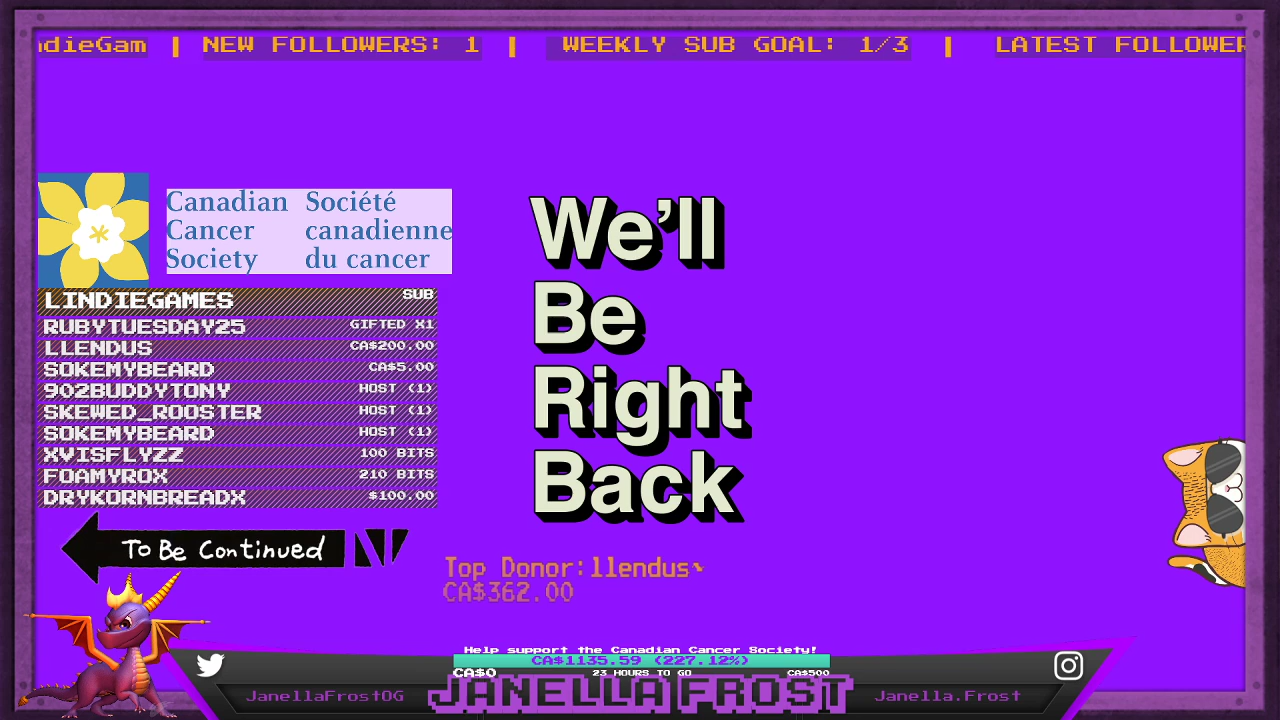 ndieGam | NEW FOLLOWERS: 1 | WEEKLY SUB GOAL: 1/3 | LATEST FOLLOWER
Canadian Société
Cancer canadienne
Society du cancer
LINDIEGAMES SUB
RUBYTUESDAY25 GIFTED X1
LLENDUS CA$200.00
SOKEMYBEARD CA$5.00
902BUDDYTONY HOST (1)
SKEWED_ROOSTER HOST (1)
SOKEMYBEARD HOST (1)
XVISFLYZZ 100 BITS
FOAMYROX 210 BITS
DRYKORNBREADX $100.00
We'll
Be
Right
Back
To Be Continued
Top Donor:llendus
CA$362.00
Help support the Canadian Cancer Society!
CA$1135.59 (227.12%)
CA$0 23 HOURS TO GO CA$500
JanellaFrostOG JANELLA FROST Janella.Frost